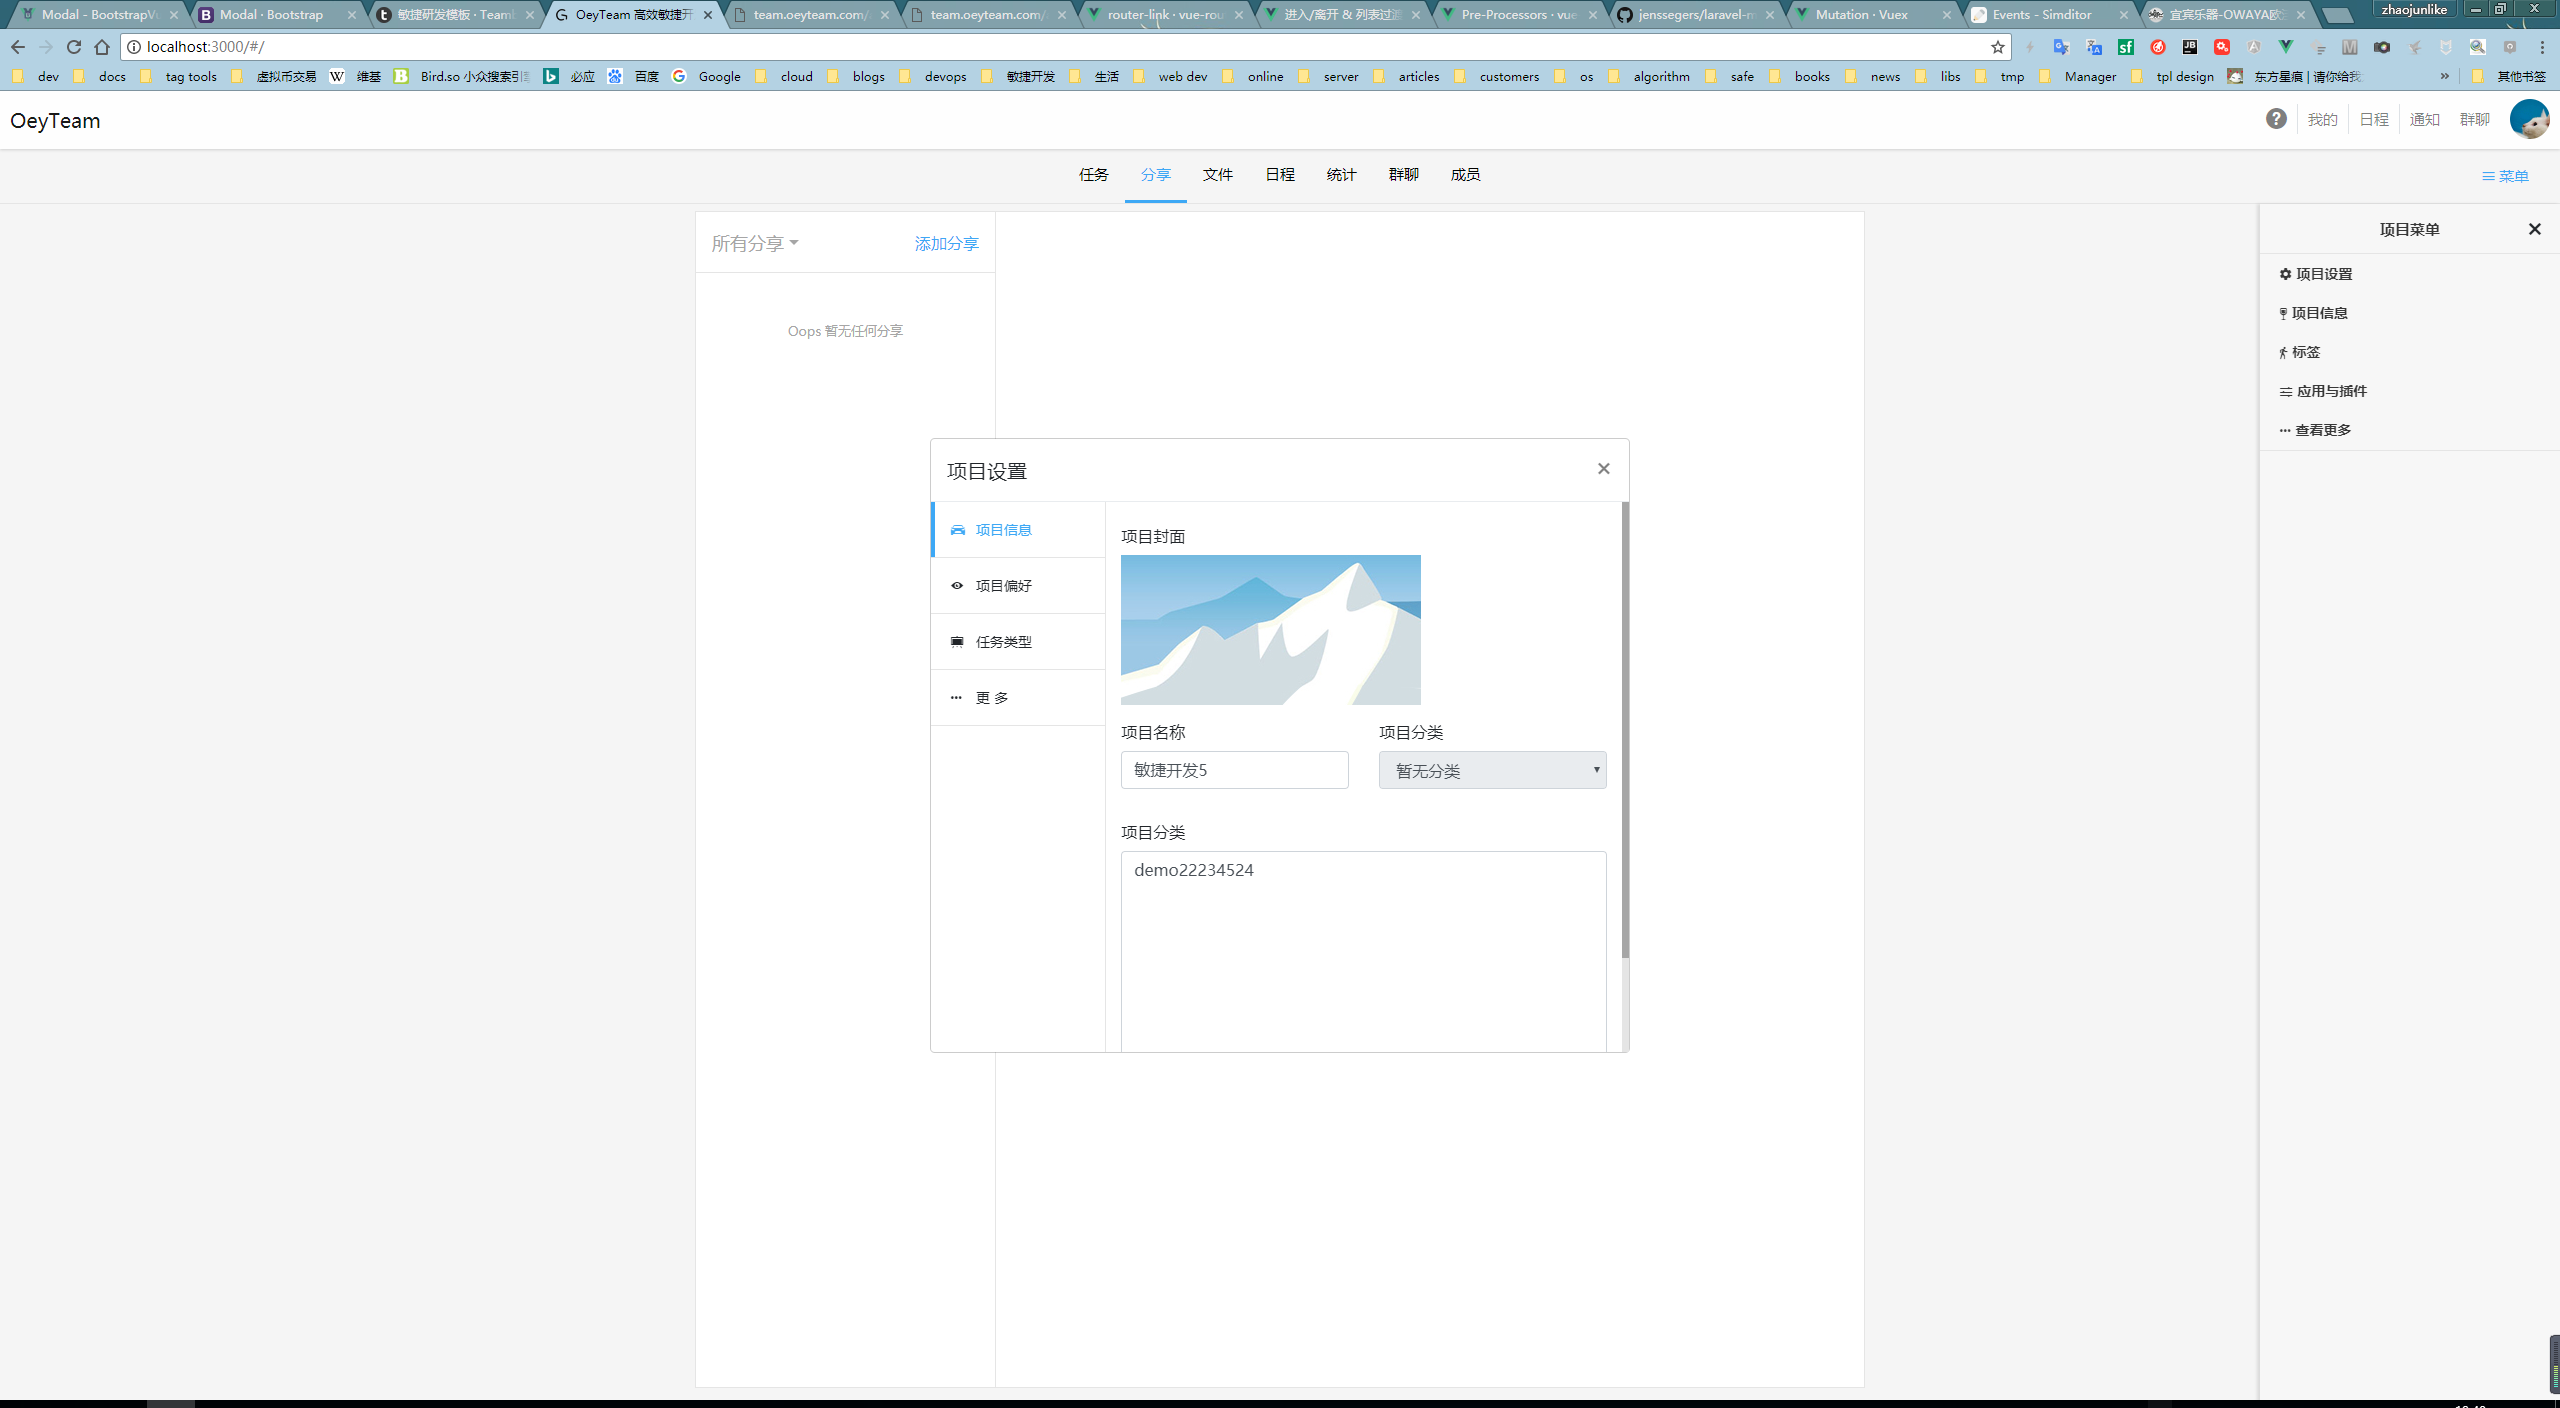 Modal - BootstrapV
Modal · Bootstrap
敏捷研发模板 · Teamb
OeyTeam 高效敏捷开
team.oeyteam.com/
team.oeyteam.com/
router-link · vue-rou
进入/离开 & 列表过渡
Pre-Processors · vue
jenssegers/laravel-m
Mutation · Vuex
Events - Simditor
宜宾乐器-OWAYA欧
zhaojunlike
localhost:3000/#/
dev
docs
tag tools
虚拟币交易
维基
Bird.so 小众搜索引擎
必应
百度
Google
cloud
blogs
devops
敏捷开发
生活
web dev
online
server
articles
customers
os
algorithm
safe
books
news
libs
tmp
Manager
tpl design
东方星痕 | 请你给我
其他书签
OeyTeam
我的
日程
通知
群聊
任务
分享
文件
日程
统计
群聊
成员
菜单
所有分享
添加分享
Oops 暂无任何分享
项目菜单
项目设置
项目信息
标签
应用与插件
查看更多
项目设置
项目信息
项目偏好
任务类型
更 多
项目封面
项目名称
项目分类
敏捷开发5
暂无分类
项目分类
demo22234524